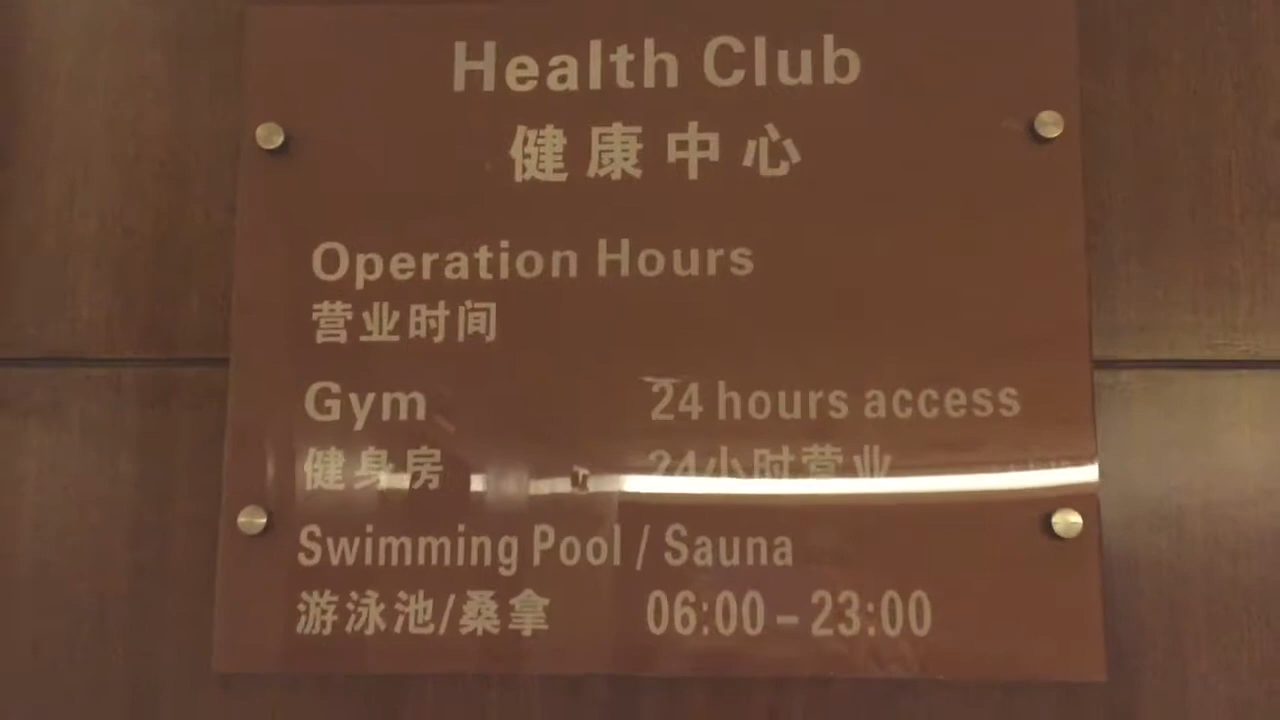 Health Club
健康中心
Operation Hours
营业时间
Gym 24 hours access
健身房 24小时营业
Swimming Pool / Sauna
游泳池/桑拿 06:00 – 23:00